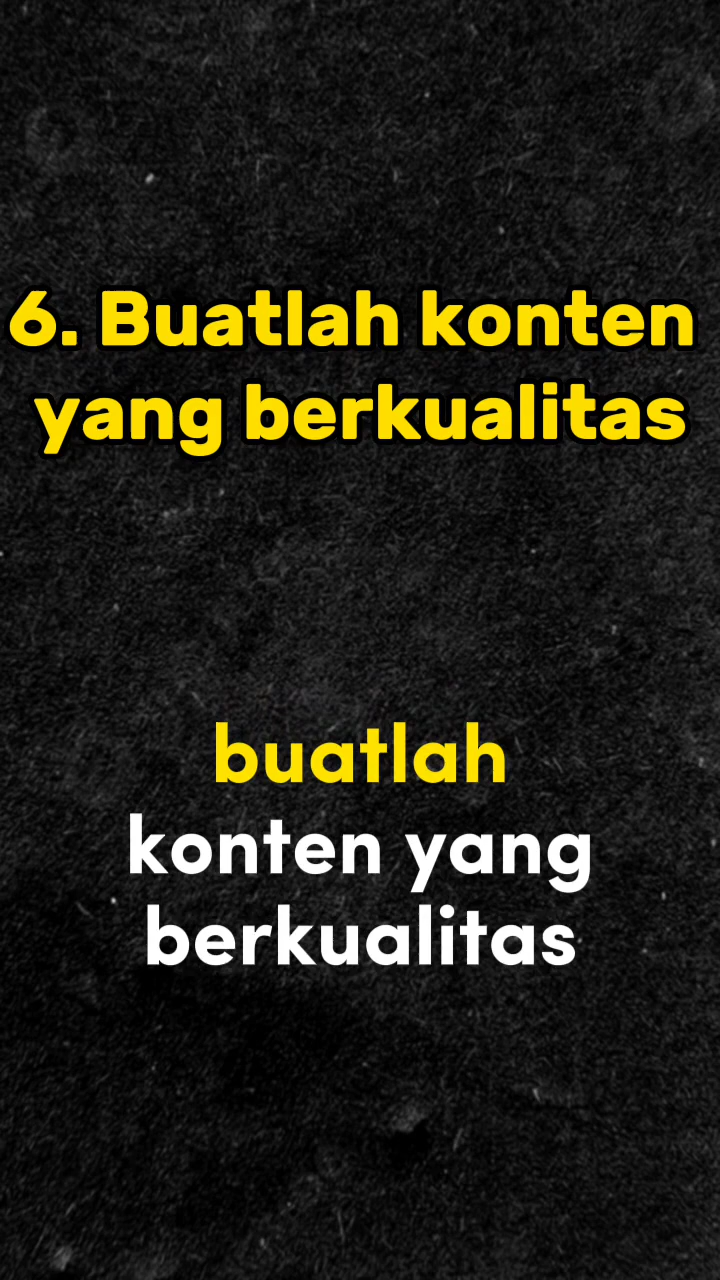 6. Buatlah konten
yang berkualitas
buatlah
konten yang
berkualitas